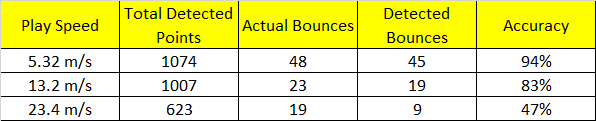 Play Speed Total Detected Points Actual Bounces Detected Bounces Accuracy
5.32 m/s 1074 48 45 94%
13.2 m/s 1007 23 19 83%
23.4 m/s 623 19 9 47%